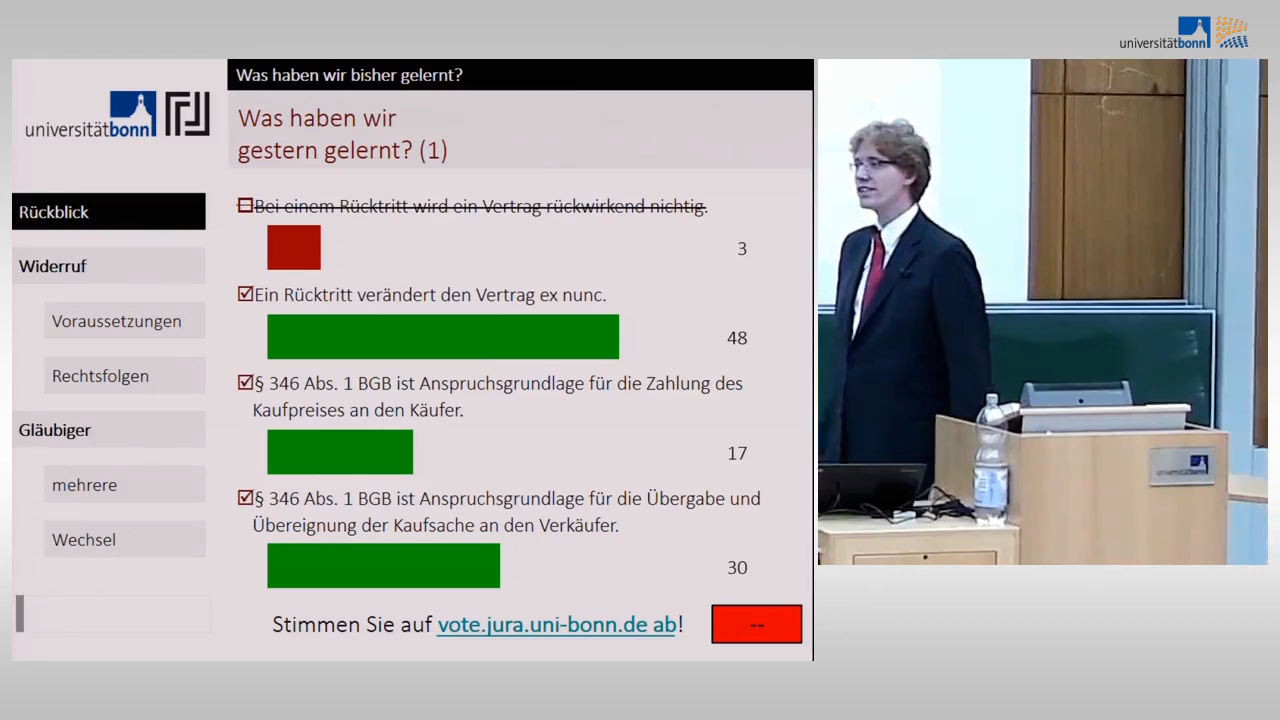 universitätbonn
Was haben wir bisher gelernt?
universitätbonn
Was haben wir
gestern gelernt? (1)
Rückblick
Widerruf
Voraussetzungen
Rechtsfolgen
Gläubiger
mehrere
Wechsel
Bei einem Rücktritt wird ein Vertrag rückwirkend nichtig.
3
Ein Rücktritt verändert den Vertrag ex nunc.
48
§ 346 Abs. 1 BGB ist Anspruchsgrundlage für die Zahlung des
Kaufpreises an den Käufer.
17
§ 346 Abs. 1 BGB ist Anspruchsgrundlage für die Übergabe und
Übereignung der Kaufsache an den Verkäufer.
30
Stimmen Sie auf vote.jura.uni-bonn.de ab!
--